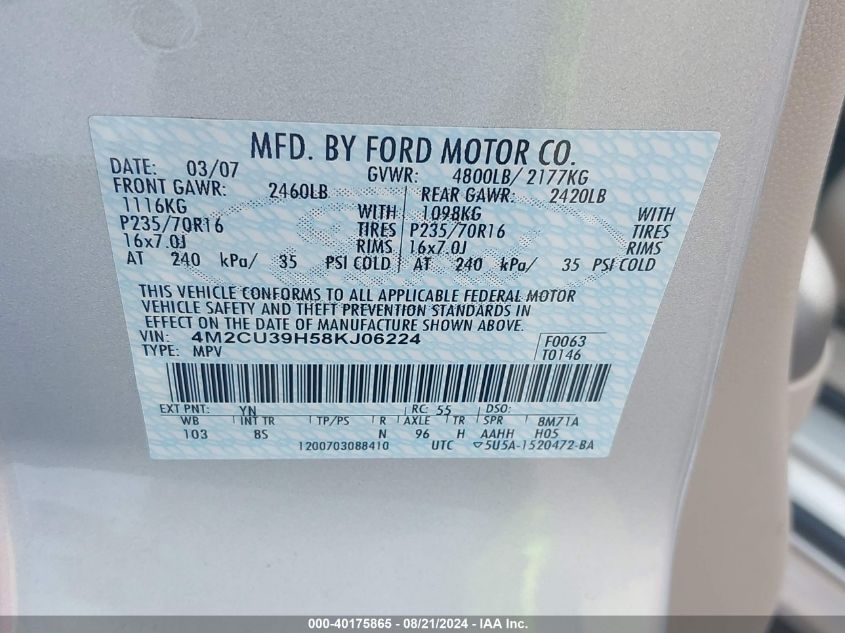 MFD. BY FORD MOTOR CO.
DATE: 03/07 GVWR: 4800LB/ 2177KG
FRONT GAWR: 2460LB REAR GAWR: 2420LB
1116KG WITH 1098KG WITH
P235/70R16 TIRES P235/70R16 TIRES
16x7.0J RIMS 16x7.0J RIMS
AT 240 kPa/ 35 PSI COLD AT 240 kPa/ 35 PSI COLD
THIS VEHICLE CONFORMS TO ALL APPLICABLE FEDERAL MOTOR
VEHICLE SAFETY AND THEFT PREVENTION STANDARDS IN
EFFECT ON THE DATE OF MANUFACTURE SHOWN ABOVE.
VIN: 4M2CU39H58KJ06224 F0063
TYPE: MPV T0146
EXT PNT: YN RC: 55 DSO:
WB INT TR TP/PS R AXLE TR SPR 8M71A
103 8S N 96 H AAHH H05
1200703088410 UTC ▽5U5A-1520472-BA
000-40175865 - 08/21/2024 - IAA Inc.